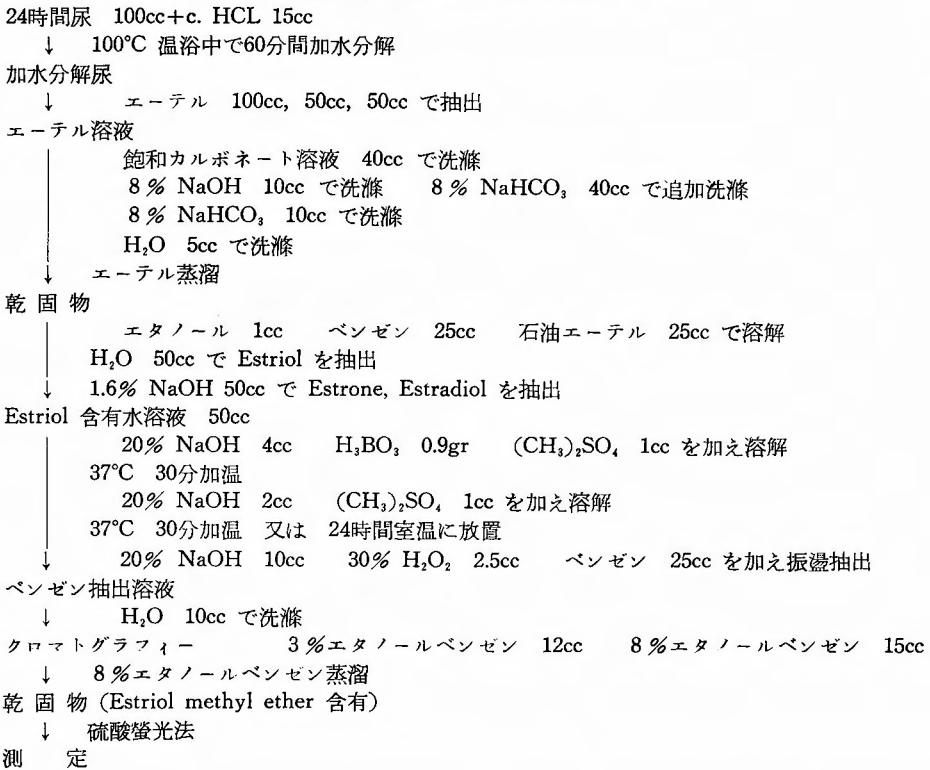 24時間尿 100cc+c. HCL 15cc
↓ 100℃ 温浴中で60分間加水分解
加水分解尿
↓ エーテル 100cc, 50cc, 50cc で抽出
エーテル溶液
飽和カルボネート溶液 40cc で洗滌
8% NaOH 10cc で洗滌 8% NaHCO₃ 40cc で追加洗滌
8% NaHCO₃ 10cc で洗滌
H₂O 5cc で洗滌
↓ エーテル蒸溜
乾固物
エタノール 1cc ベンゼン 25cc 石油エーテル 25cc で溶解
H₂O 50cc で Estriol を抽出
↓ 1.6% NaOH 50cc で Estrone, Estradiol を抽出
Estriol 含有水溶液 50cc
20% NaOH 4cc H₃BO₃ 0.9gr (CH₃)₂SO₄ 1cc を加え溶解
37℃ 30分加温
20% NaOH 2cc (CH₃)₂SO₄ 1cc を加え溶解
37℃ 30分加温 又は 24時間室温に放置
↓ 20% NaOH 10cc 30% H₂O₂ 2.5cc ベンゼン 25cc を加え振盪抽出
ベンゼン抽出溶液
↓ H₂O 10cc で洗滌
クロマトグラフィー 3%エタノールベンゼン 12cc 8%エタノールベンゼン 15cc
↓ 8%エタノールベンゼン蒸溜
乾固物 (Estriol methyl ether 含有)
↓ 硫酸螢光法
測定